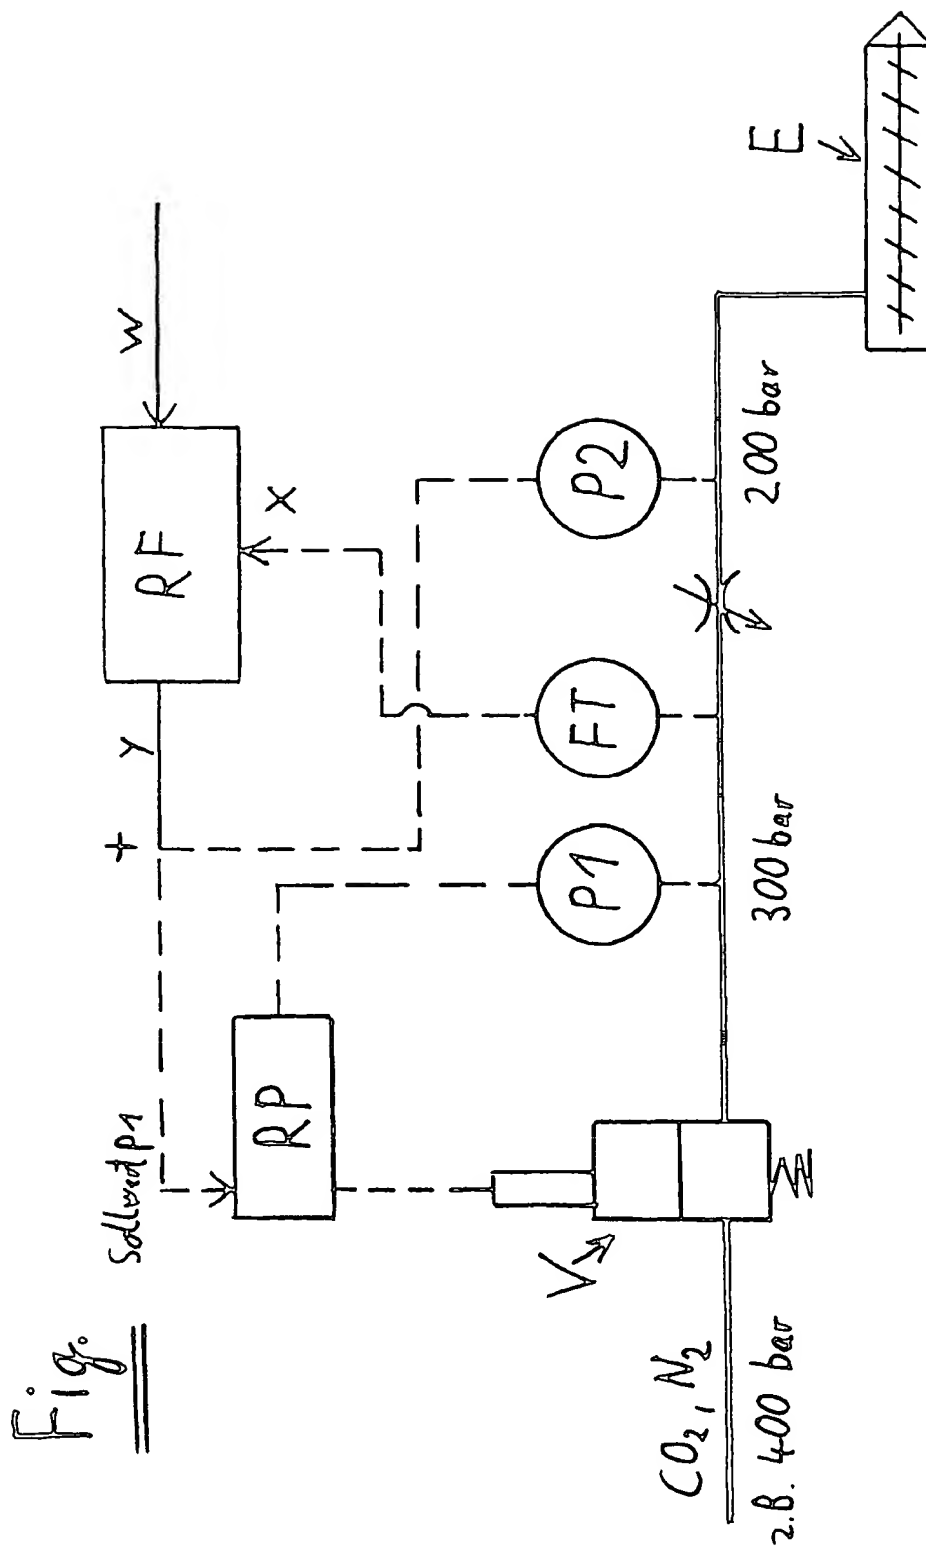 Fig.
Sollwert p1
+
y
RF
w
x
RP
P1
FT
P2
V
E
CO₂, N₂
z.B. 400 bar
300 bar
200 bar